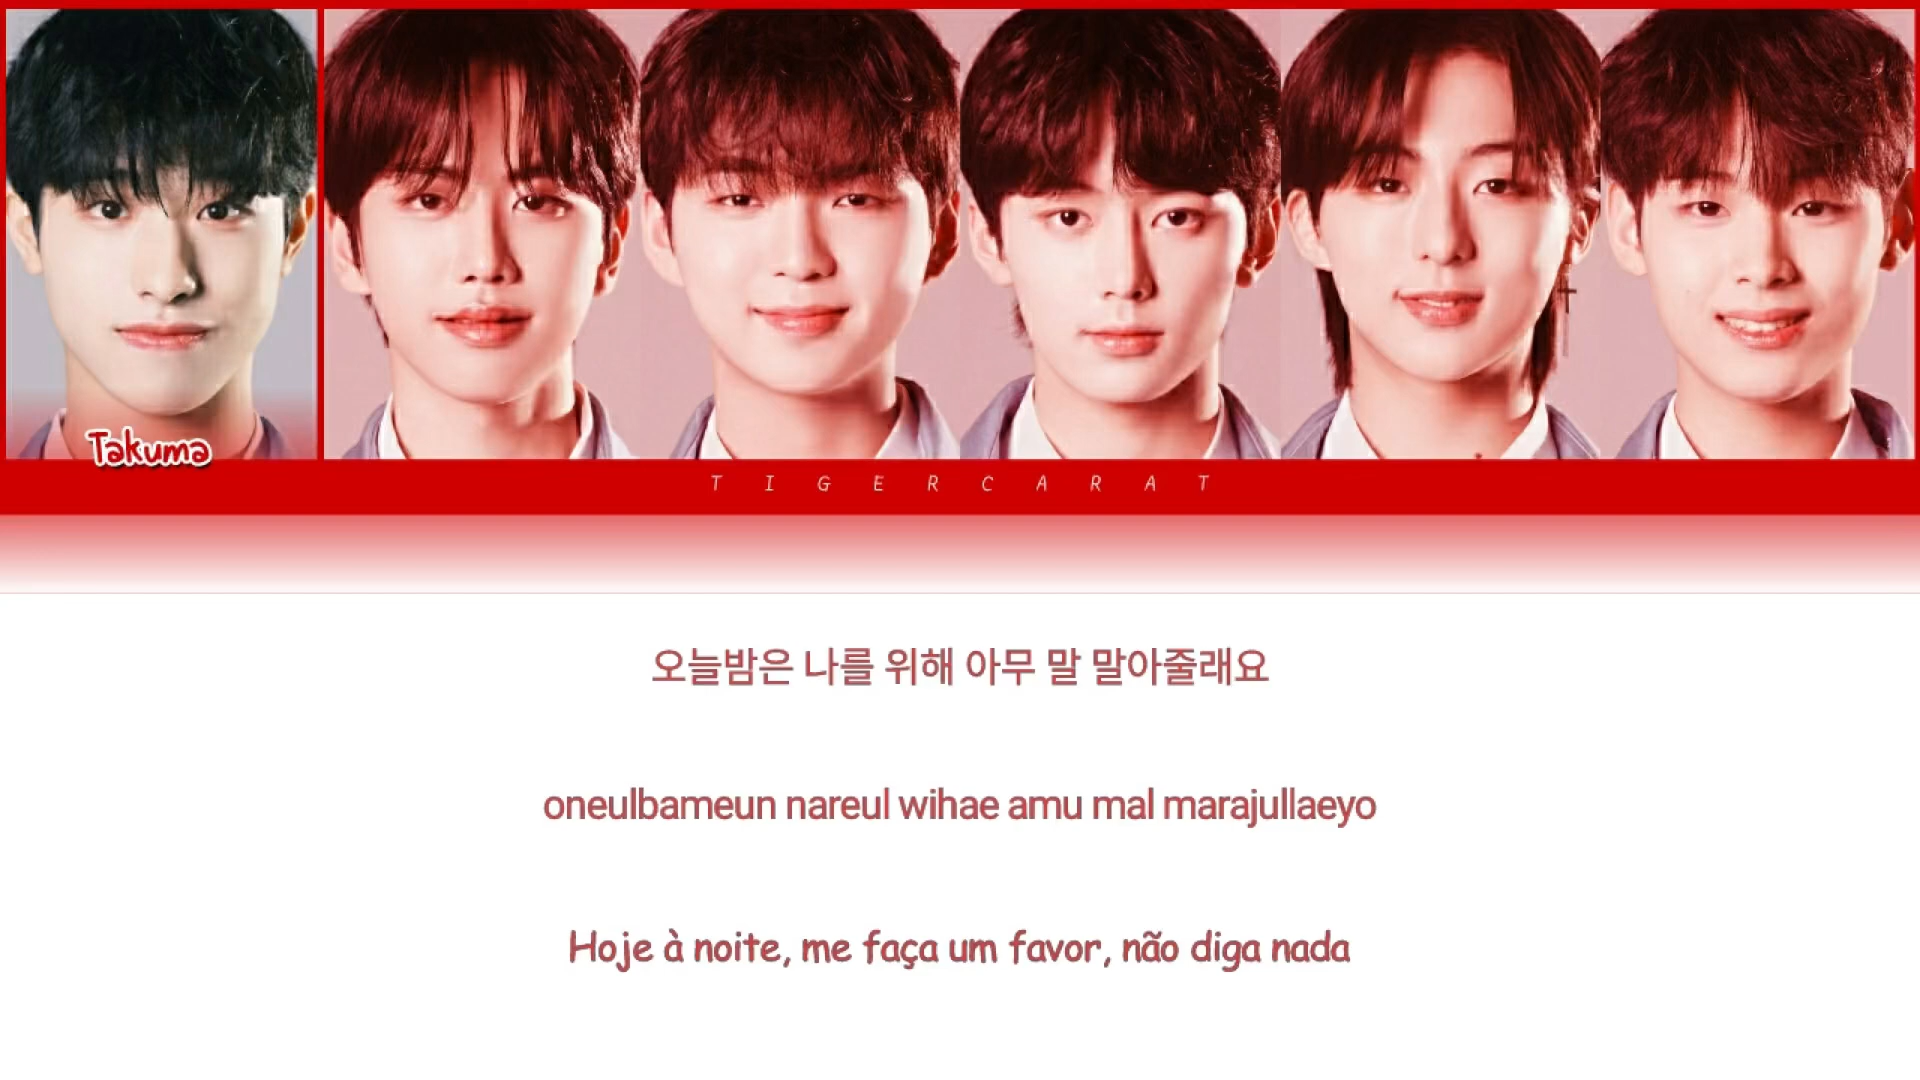 Takuma
TIGERCARAT
오늘밤은 나를 위해 아무 말 말아줄래요
oneulbameun nareul wihae amu mal marajullaeyo
Hoje à noite, me faça um favor, não diga nada